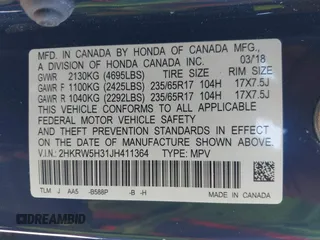 MFD. IN CANADA BY HONDA OF CANADA MFG.,
A DIVISION OF HONDA CANADA INC. 03/18
GVWR 2130KG (4695LBS) TIRE SIZE RIM SIZE
GAWR F 1100KG (2425LBS) 235/65R17 104H 17X7.5J
GAWR R 1040KG (2292LBS) 235/65R17 104H 17X7.5J
THIS VEHICLE CONFORMS TO ALL APPLICABLE
FEDERAL MOTOR VEHICLE SAFETY AND
THEFT PREVENTION STANDARDS IN EFFECT ON
THE DATE OF MANUFACTURE SHOWN ABOVE.
V.I.N.: 2HKRW5H31JH411364 TYPE: MPV
TLM J AA5 -B588P -B -H
DREAMBID